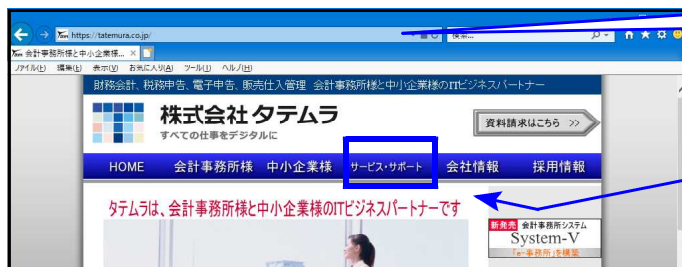 https://tatemura.co.jp/
検索...
会計事務所様と中小企業様...
ファイル(F) 編集(E) 表示(V) お気に入り(A) ツール(T) ヘルプ(H)
財務会計、税務申告、電子申告、販売仕入管理 会計事務所様と中小企業様のITビジネスパートナー
株式会社タテムラ
すべての仕事をデジタルに
資料請求はこちら >>
HOME 会計事務所様 中小企業様 サービス・サポート 会社情報 採用情報
タテムラは、会計事務所様と中小企業様のITビジネスパートナーです
新発売 会計事務所システム
System-V
「e-事務所」を構築